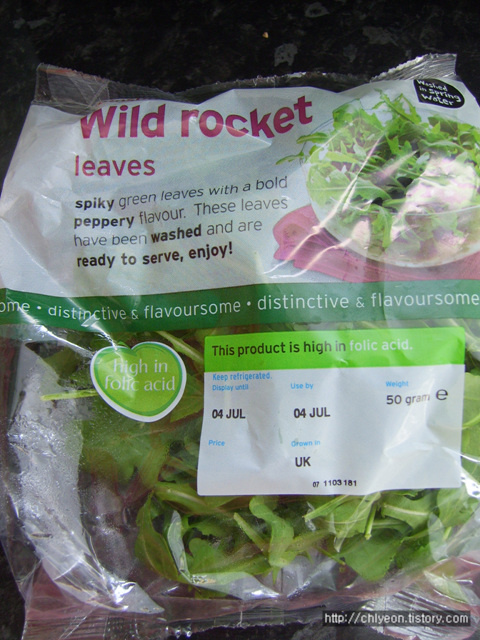 Washed
in spring
water
Wild rocket
leaves
spiky green leaves with a bold
peppery flavour. These leaves
have been washed and are
ready to serve, enjoy!
ome • distinctive & flavoursome • distinctive & flavoursome
high in
folic acid
This product is high in folic acid.
Keep refrigerated.
Display until
Use by
Weight
04 JUL
04 JUL
50 gram e
Price
Grown in
UK
07 1103181
http://chlyeon.tistory.com